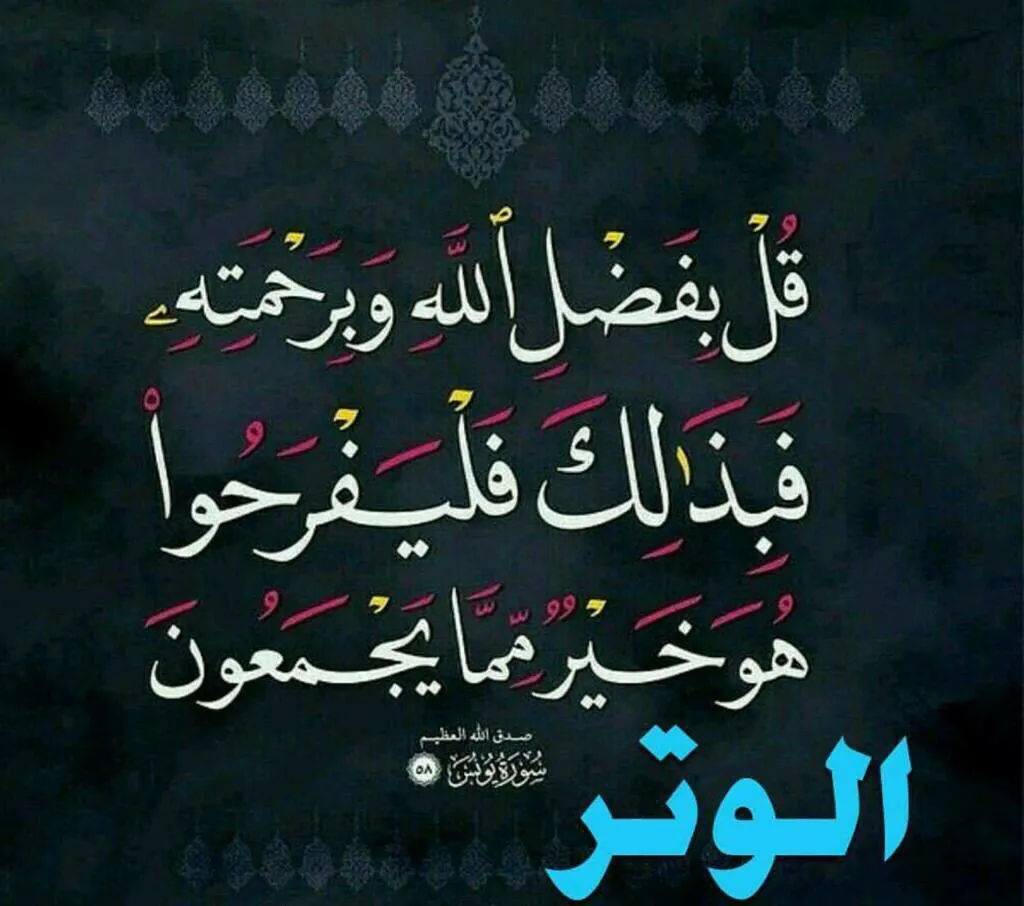 قُلْ بِفَضْلِ ٱللَّهِ وَبِرَحْمَتِهِۦ
فَبِذَٰلِكَ فَلْيَفْرَحُوا۟
هُوَ خَيْرٌ مِّمَّا يَجْمَعُونَ
صدق الله العظيم
سُورَةُ يُونُسَ ٥٨
الوتر